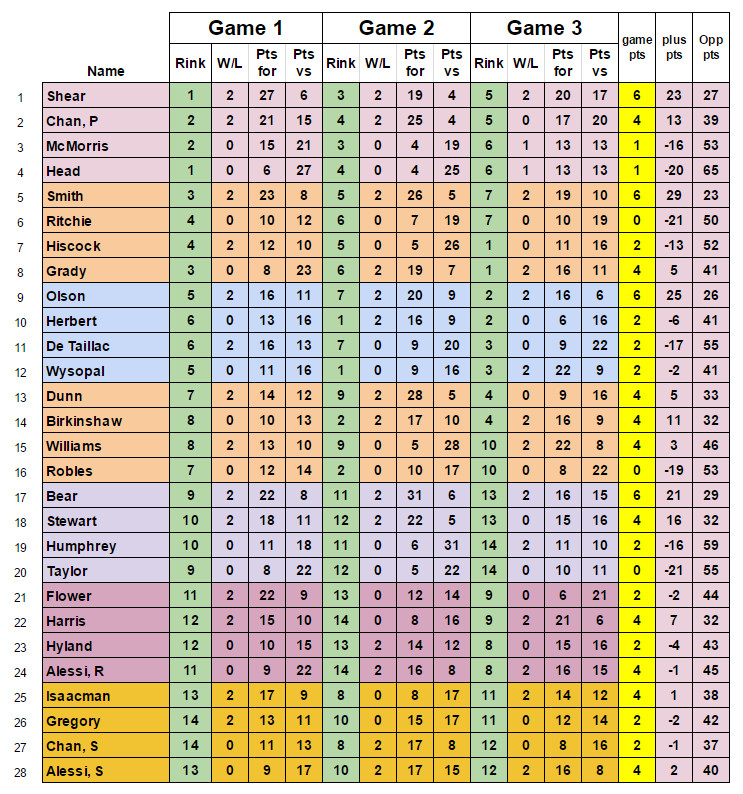 Game 1 Game 2 Game 3 game pts plus pts Opp pts
Name Rink W/L Pts for Pts vs Rink W/L Pts for Pts vs Rink W/L Pts for Pts vs
1 Shear 1 2 27 6 3 2 19 4 5 2 20 17 6 23 27
2 Chan, P 2 2 21 15 4 2 25 4 5 0 17 20 4 13 39
3 McMorris 2 0 15 21 3 0 4 19 6 1 13 13 1 -16 53
4 Head 1 0 6 27 4 0 4 25 6 1 13 13 1 -20 65
5 Smith 3 2 23 8 5 2 26 5 7 2 19 10 6 29 23
6 Ritchie 4 0 10 12 6 0 7 19 7 0 10 19 0 -21 50
7 Hiscock 4 2 12 10 5 0 5 26 1 0 11 16 2 -13 52
8 Grady 3 0 8 23 6 2 19 7 1 2 16 11 4 5 41
9 Olson 5 2 16 11 7 2 20 9 2 2 16 6 6 25 26
10 Herbert 6 0 13 16 1 2 16 9 2 0 6 16 2 -6 41
11 De Taillac 6 2 16 13 7 0 9 20 3 0 9 22 2 -17 55
12 Wysopal 5 0 11 16 1 0 9 16 3 2 22 9 2 -2 41
13 Dunn 7 2 14 12 9 2 28 5 4 0 9 16 4 5 33
14 Birkinshaw 8 0 10 13 2 2 17 10 4 2 16 9 4 11 32
15 Williams 8 2 13 10 9 0 5 28 10 2 22 8 4 3 46
16 Robles 7 0 12 14 2 0 10 17 10 0 8 22 0 -19 53
17 Bear 9 2 22 8 11 2 31 6 13 2 16 15 6 21 29
18 Stewart 10 2 18 11 12 2 22 5 13 0 15 16 4 16 32
19 Humphrey 10 0 11 18 11 0 6 31 14 2 11 10 2 -16 59
20 Taylor 9 0 8 22 12 0 5 22 14 0 10 11 0 -21 55
21 Flower 11 2 22 9 13 0 12 14 9 0 6 21 2 -2 44
22 Harris 12 2 15 10 14 0 8 16 9 2 21 6 4 7 32
23 Hyland 12 0 10 15 13 2 14 12 8 0 15 16 2 -4 43
24 Alessi, R 11 0 9 22 14 2 16 8 8 2 16 15 4 -1 45
25 Isaacman 13 2 17 9 8 0 8 17 11 2 14 12 4 1 38
26 Gregory 14 2 13 11 10 0 15 17 11 0 12 14 2 -2 42
27 Chan, S 14 0 11 13 8 2 17 8 12 0 8 16 2 -1 37
28 Alessi, S 13 0 9 17 10 2 17 15 12 2 16 8 4 2 40